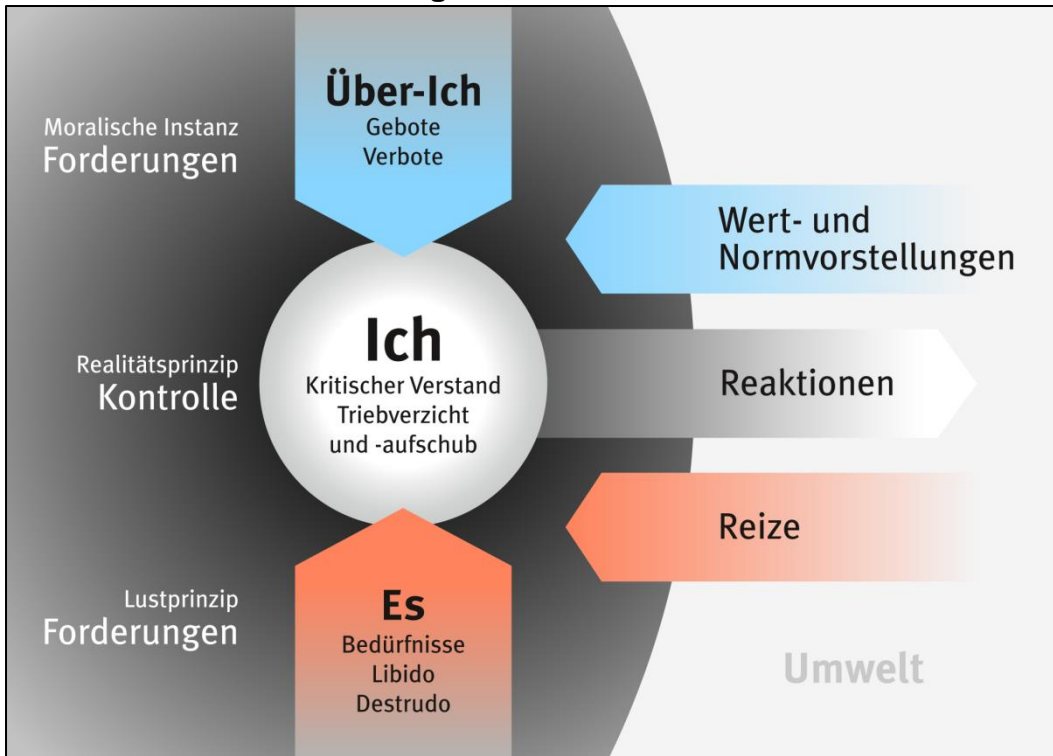 Über-Ich
Gebote
Verbote
Moralische Instanz
Forderungen
Wert- und
Normvorstellungen
Ich
Kritischer Verstand
Triebverzicht
und -aufschub
Realitätsprinzip
Kontrolle
Reaktionen
Reize
Es
Bedürfnisse
Libido
Destrudo
Lustprinzip
Forderungen
Umwelt